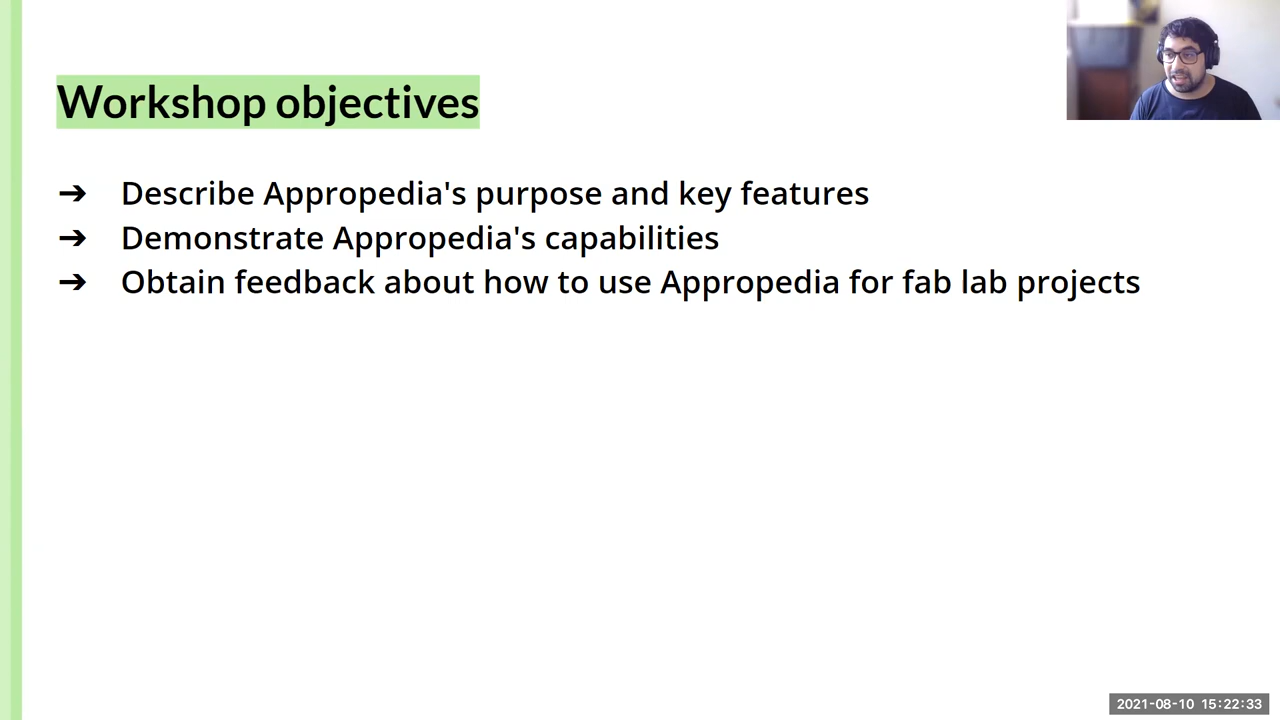 Workshop objectives
➔ Describe Appropedia's purpose and key features
➔ Demonstrate Appropedia's capabilities
➔ Obtain feedback about how to use Appropedia for fab lab projects
2021-08-10 15:22:33